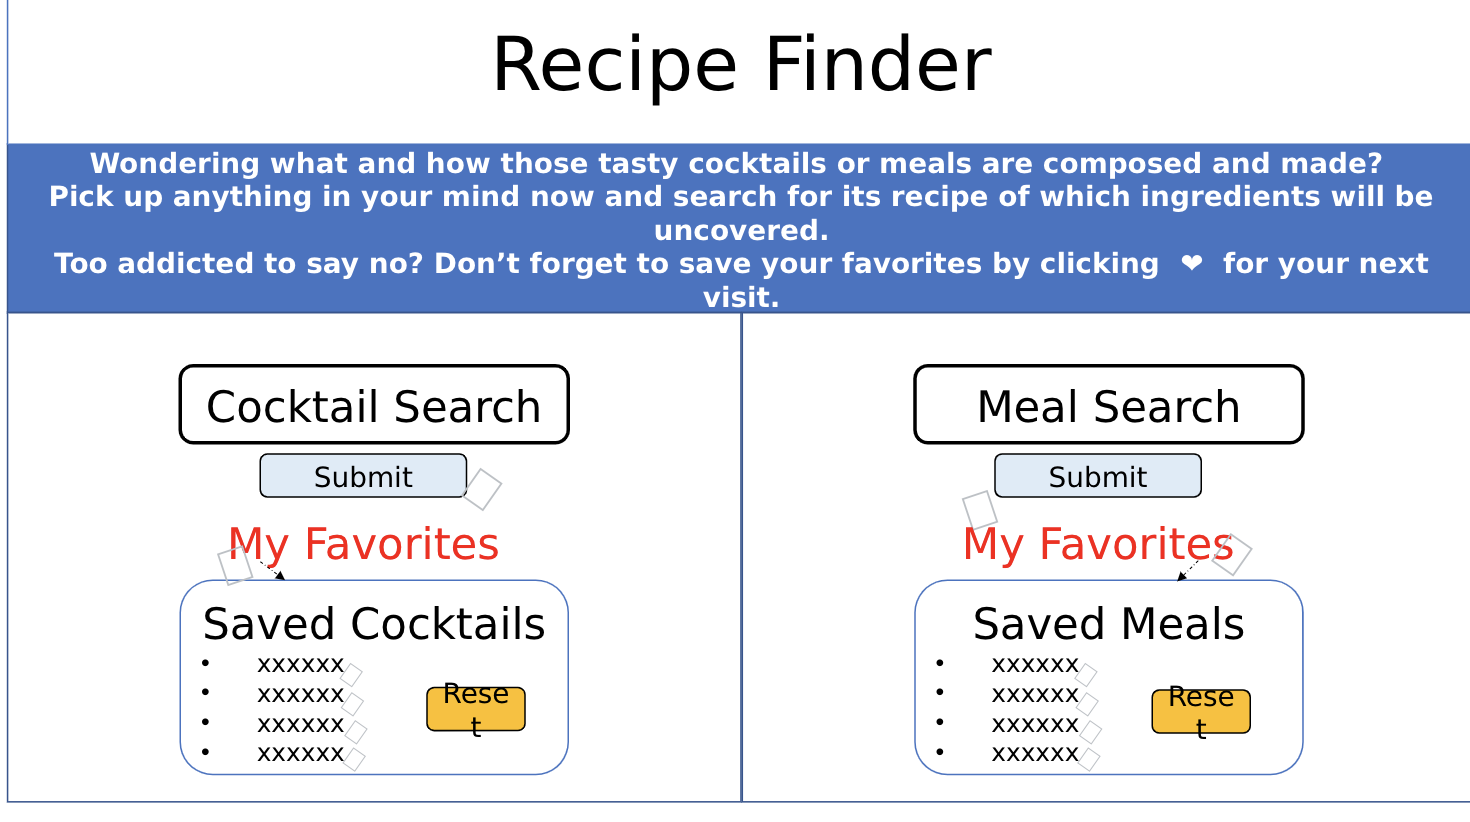 Recipe Finder
Wondering what and how those tasty cocktails or meals are composed and made?
Pick up anything in your mind now and search for its recipe of which ingredients will be
uncovered.
Too addicted to say no? Don’t forget to save your favorites by clicking ❤ for your next
visit.
Cocktail Search
Submit
My Favorites
Saved Cocktails
• xxxxxx
• xxxxxx
• xxxxxx
• xxxxxx
Rese
t
Meal Search
Submit
My Favorites
Saved Meals
• xxxxxx
• xxxxxx
• xxxxxx
• xxxxxx
Rese
t